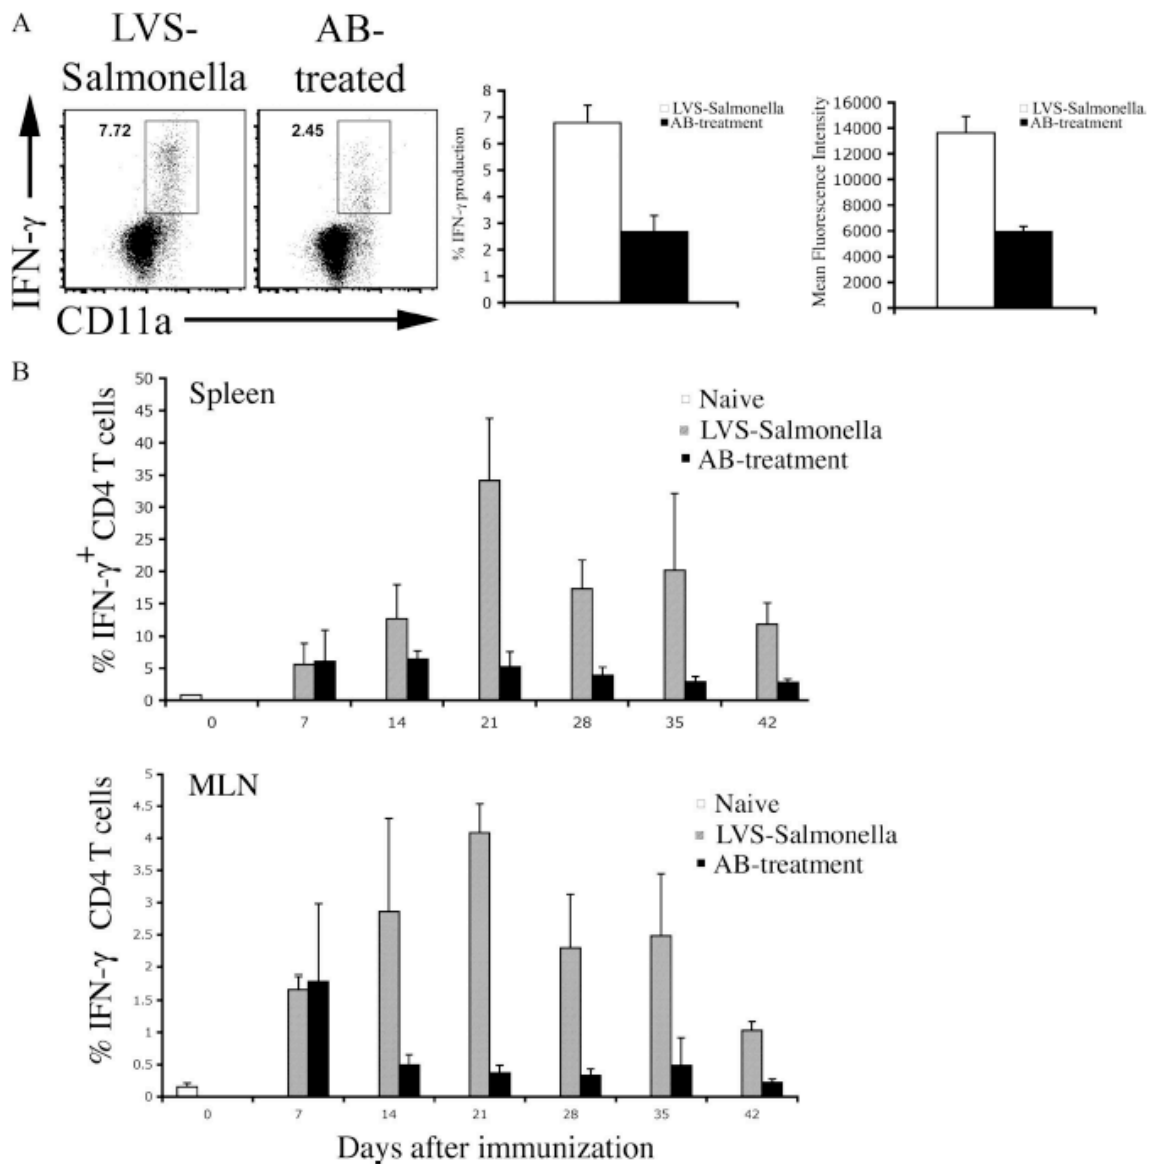 A
LVS-
Salmonella
AB-
treated
IFN-γ
7.72
2.45
CD11a
% IFN-γ production
8
7
6
5
4
3
2
1
0
LVS-Salmonella
AB-treatment
Mean Fluorescence Intensity
16000
14000
12000
10000
8000
6000
4000
2000
0
LVS-Salmonella
AB-treatment
B
Spleen
% IFN-γ+ CD4 T cells
50
45
40
35
30
25
20
15
10
5
0
Naive
LVS-Salmonella
AB-treatment
0 7 14 21 28 35 42
MLN
% IFN-γ CD4 T cells
5
4.5
4
3.5
3
2.5
2
1.5
1
0.5
0
Naive
LVS-Salmonella
AB-treatment
0 7 14 21 28 35 42
Days after immunization